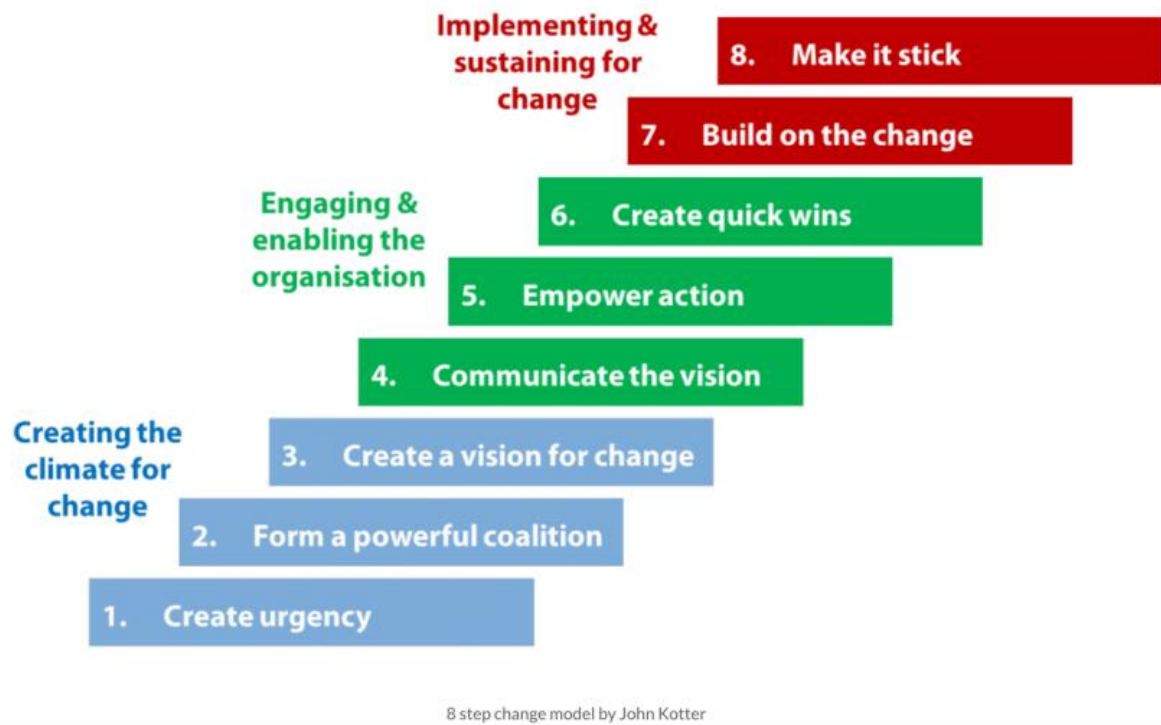 Implementing &
sustaining for
change
8. Make it stick
7. Build on the change
Engaging &
enabling the
organisation
6. Create quick wins
5. Empower action
4. Communicate the vision
Creating the
climate for
change
3. Create a vision for change
2. Form a powerful coalition
1. Create urgency
8 step change model by John Kotter